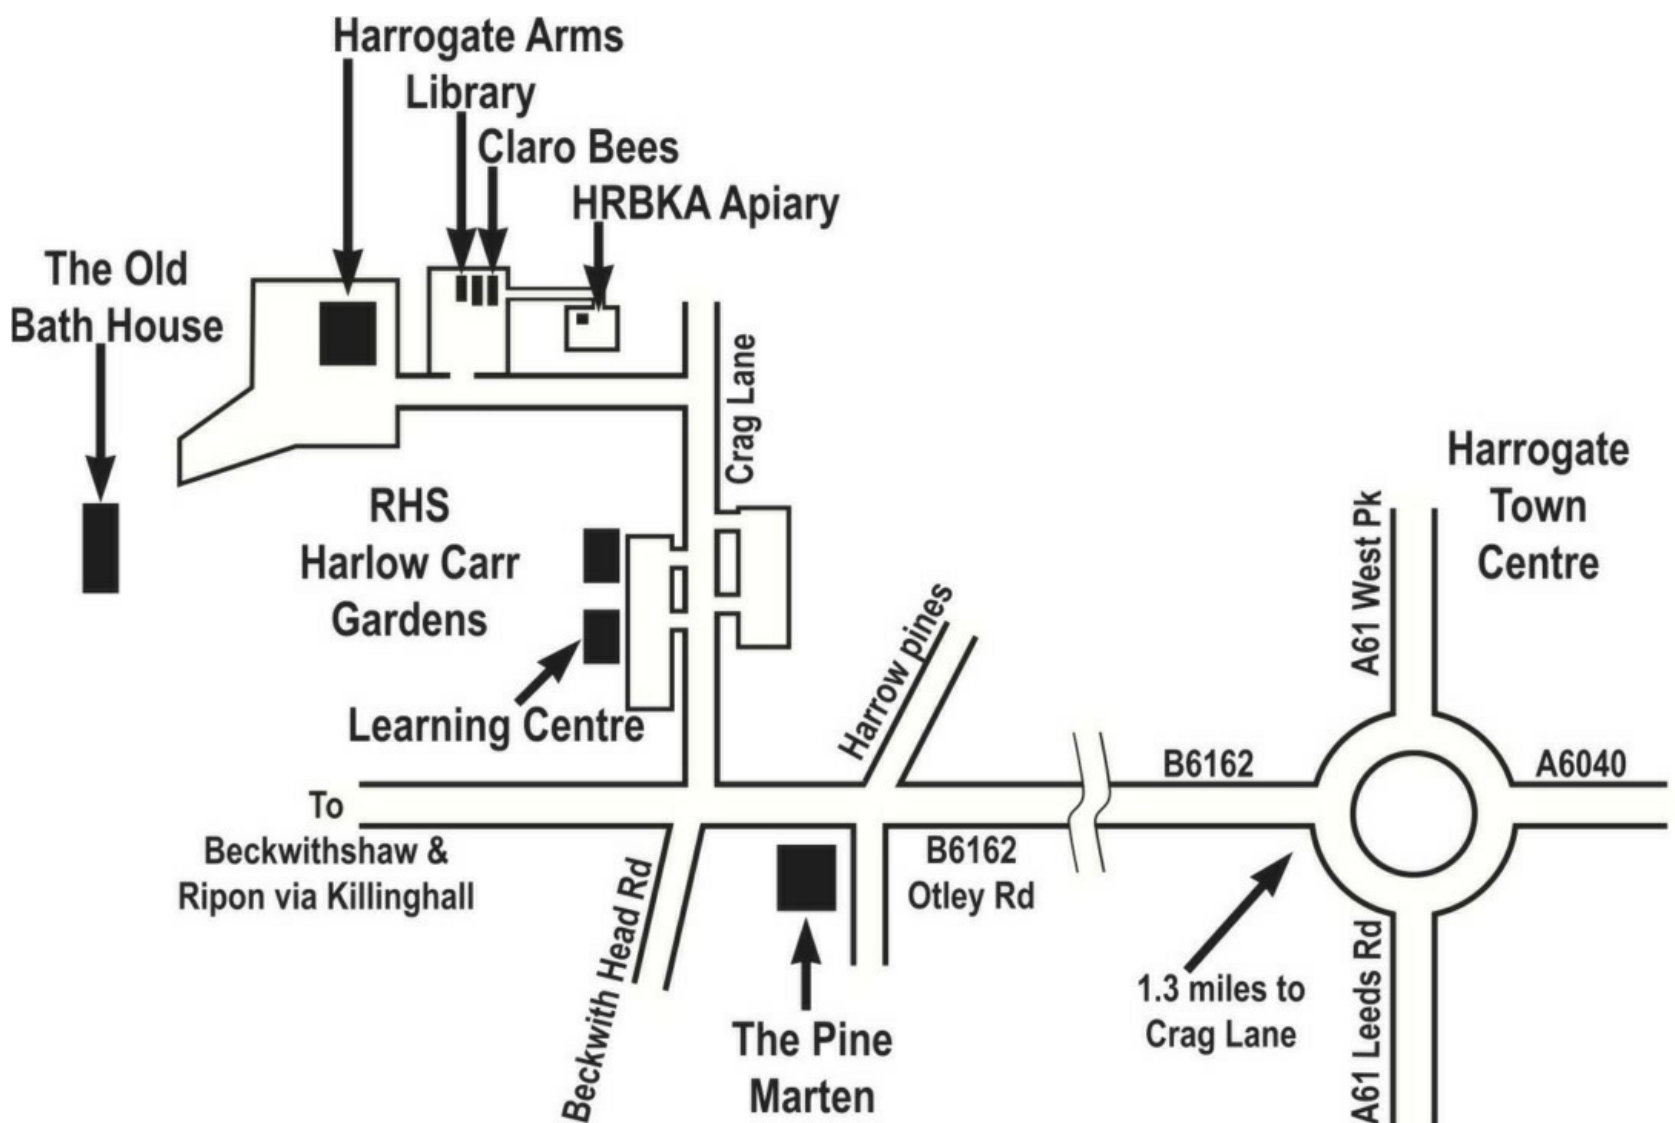 Harrogate Arms
Library
Claro Bees
HRBKA Apiary
The Old
Bath House
Crag Lane
RHS
Harlow Carr
Gardens
Learning Centre
Harrow pines
Harrogate
Town
Centre
A61 West Pk
B6162
A6040
To
Beckwithshaw &
Ripon via Killinghall
Beckwith Head Rd
B6162
Otley Rd
The Pine
Marten
1.3 miles to
Crag Lane
A61 Leeds Rd